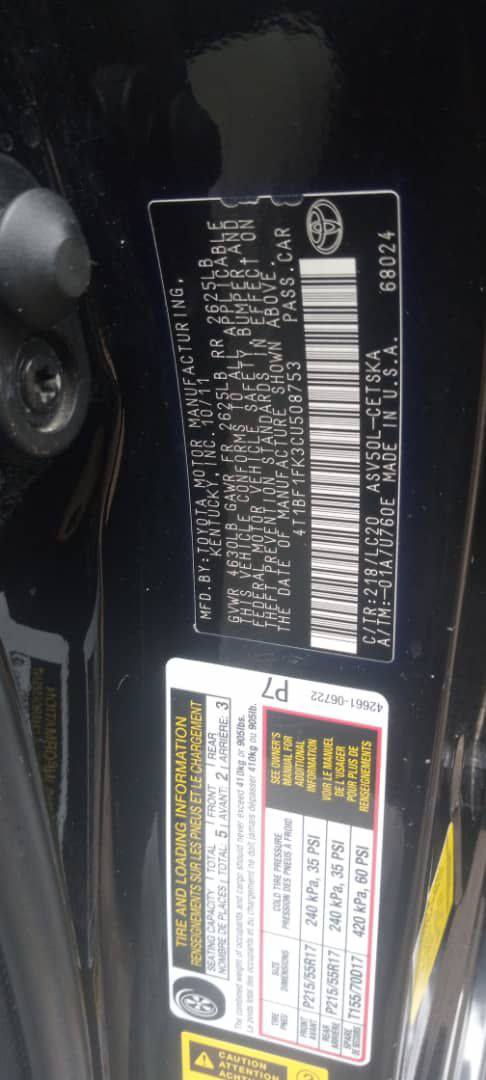 MFD. BY: TOYOTA MOTOR MANUFACTURING,
KENTUCKY, INC. 10/11
GVWR 4630LB GAWR FR 2625LB RR 2625LB
THIS VEHICLE CONFORMS TO ALL APPLICABLE
FEDERAL MOTOR VEHICLE SAFETY, BUMPER, AND
THEFT PREVENTION STANDARDS IN EFFECT ON
THE DATE OF MANUFACTURE SHOWN ABOVE.
4T1BF1FK3CU508753 PASS.CAR
C/TR:218/LC20 ASV50L-CETSKA 68024
A/TM:-01A/U760E MADE IN U.S.A.
TIRE AND LOADING INFORMATION
RENSEIGNEMENTS SUR LES PNEUS ET LE CHARGEMENT
SEATING CAPACITY TOTAL FRONT REAR
NOMBRE DE PLACES TOTAL: 5 AVANT: 2 ARRIÈRE: 3
The combined weight of occupants and cargo should never exceed 410kg or 905lbs.
Le poids total des occupants et du chargement ne doit jamais dépasser 410kg ou 905lb.
P7
42661-06722
TIRE SIZE COLD TIRE PRESSURE
PNEU DIMENSIONS PRESSION DES PNEUS À FROID
FRONT
AVANT P215/55R17 240 kPa, 35 PSI
REAR
ARRIÈRE P215/55R17 240 kPa, 35 PSI
SPARE
DE SECOURS T155/70D17 420 kPa, 60 PSI
SEE OWNER'S
MANUAL FOR
ADDITIONAL
INFORMATION
VOIR LE MANUEL
DE L'USAGER
POUR PLUS DE
RENSEIGNEMENTS
CAUTION
ATTENTION